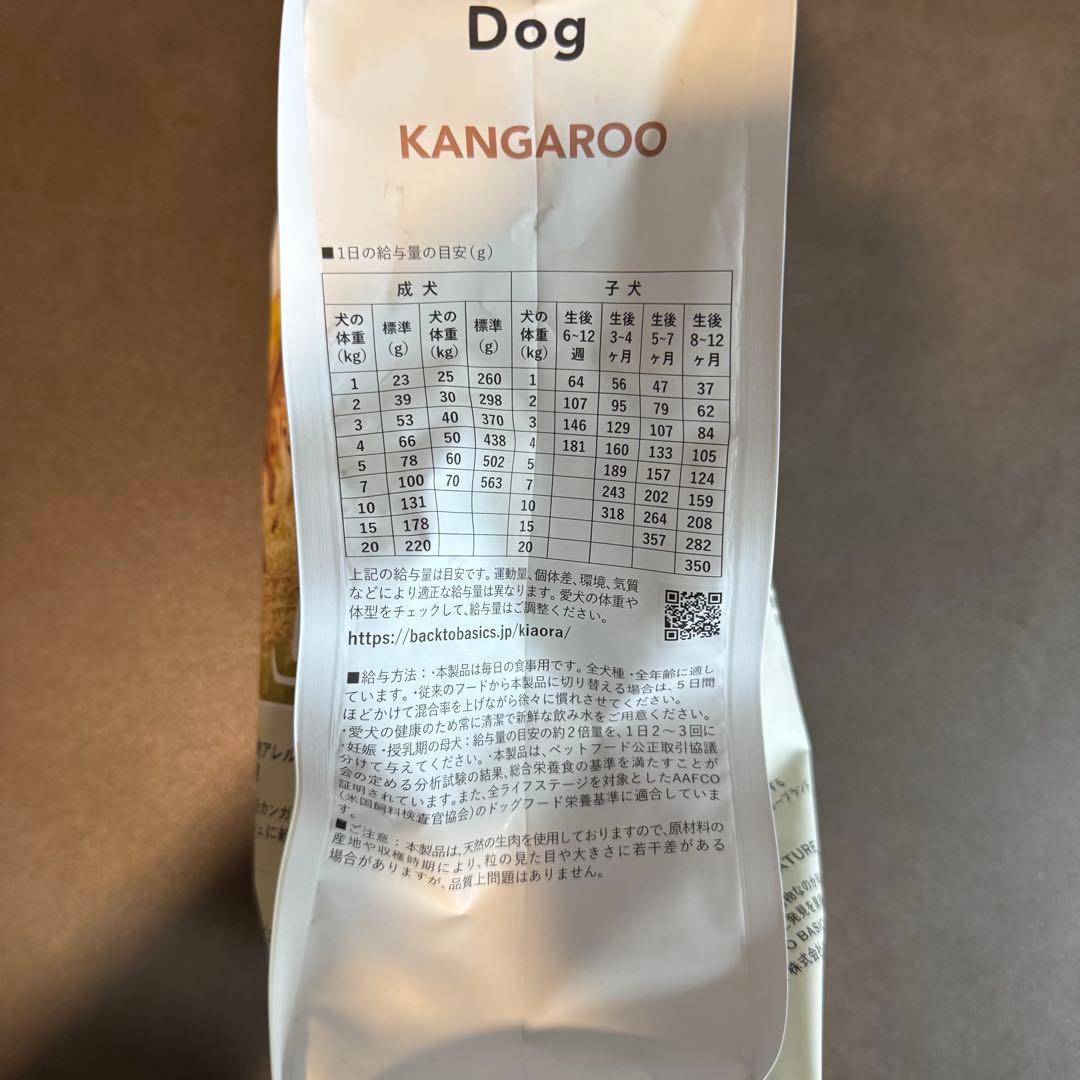 Dog
KANGAROO
■1日の給与量の目安(g)
成犬 子犬
犬の体重(kg) 標準(g) 犬の体重(kg) 標準(g) 犬の体重(kg) 生後6~12週 生後3~4ヶ月 生後5~7ヶ月 生後8~12ヶ月
1 23 25 260 1 64 56 47 37
2 39 30 298 2 107 95 79 62
3 53 40 370 3 146 129 107 84
4 66 50 438 4 181 160 133 105
5 78 60 502 5 189 157 124
7 100 70 563 7 243 202 159
10 131 10 318 264 208
15 178 15 357 282
20 220 20 350
上記の給与量は目安です。運動量、個体差、環境、気質
などにより適正な給与量は異なります。愛犬の体重や
体型をチェックして、給与量はご調整ください。
https://backtobasics.jp/kiaora/
■給与方法:・本製品は毎日の食事用です。全犬種・全年齢に適し
ています。・従来のフードから本製品に切り替える場合は、5日間
ほどかけて混合率を上げながら徐々に慣れさせてください。
・愛犬の健康のため常に清潔で新鮮な飲み水をご用意ください。
・妊娠・授乳期の母犬:給与量の目安の約2倍量を、1日2~3回に
分けて与えてください。・本製品は、ペットフード公正取引協議
会の定める分析試験の結果、総合栄養食の基準を満たすことが
証明されています。また、全ライフステージを対象としたAAFCO
(米国飼料検査官協会)のドッグフード栄養基準に適合していま
す。
■ご注意:本製品は、天然の生肉を使用しておりますので、原材料の
産地や収穫時期により、粒の見た目や大きさに若干差がある
場合がありますが、品質上問題はありません。
アレル
カンガ
ュに
ATURE
O BASIC
株式会社